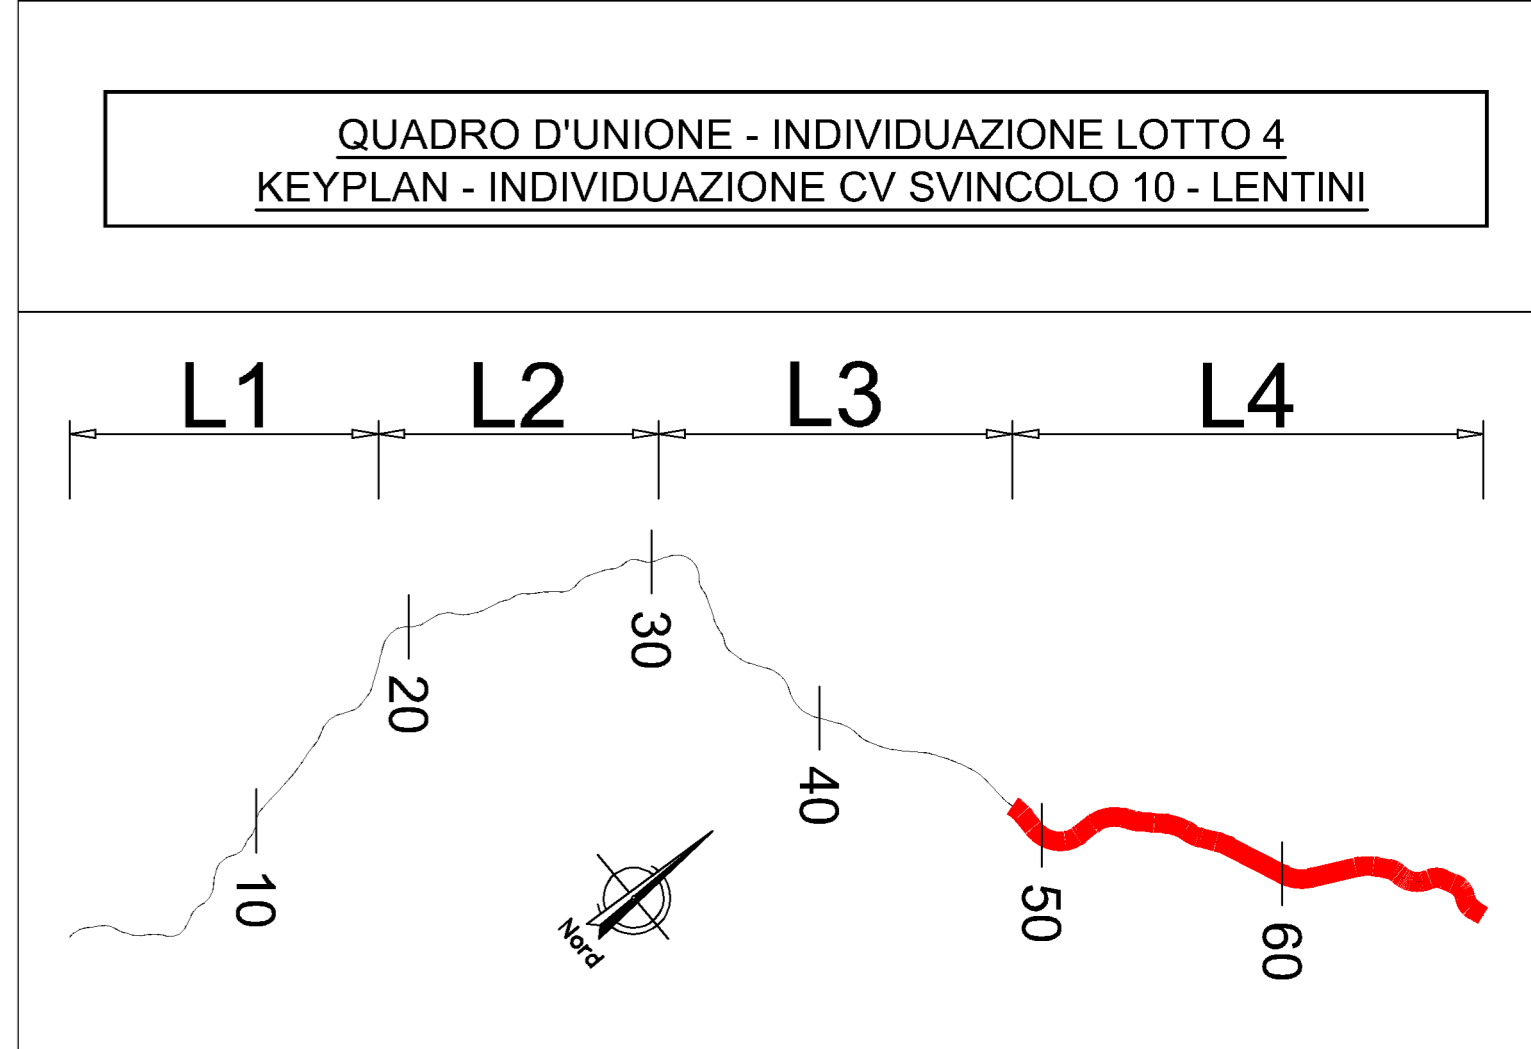 QUADRO D'UNIONE - INDIVIDUAZIONE LOTTO 4
KEYPLAN - INDIVIDUAZIONE CV SVINCOLO 10 - LENTINI
L1 L2 L3 L4
10
20
30
40
50
60
Nord